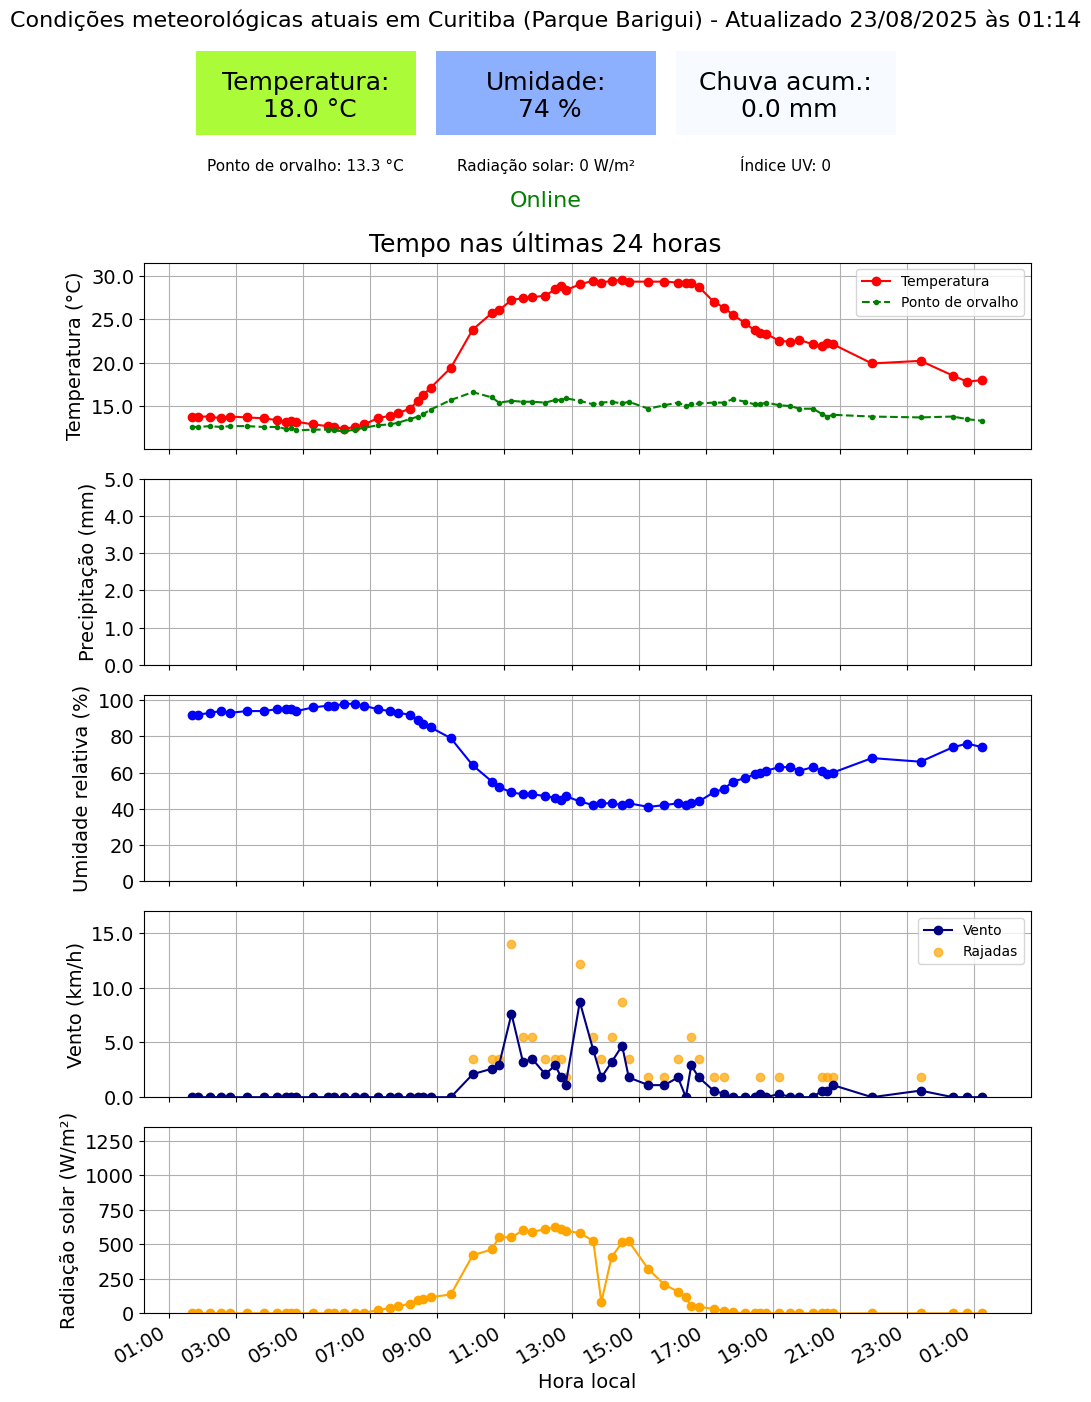 Condições meteorológicas atuais em Curitiba (Parque Barigui) - Atualizado 23/08/2025 às 01:14
Temperatura:
18.0 °C
Umidade:
74 %
Chuva acum.:
0.0 mm
Ponto de orvalho: 13.3 °C
Radiação solar: 0 W/m²
Índice UV: 0
Online
Tempo nas últimas 24 horas
Temperatura (°C)
30.0
25.0
20.0
15.0
Temperatura
Ponto de orvalho
Precipitação (mm)
5.0
4.0
3.0
2.0
1.0
0.0
Umidade relativa (%)
100
80
60
40
20
0
Vento (km/h)
15.0
10.0
5.0
0.0
Vento
Rajadas
Radiação solar (W/m²)
1250
1000
750
500
250
0
01:00
03:00
05:00
07:00
09:00
11:00
13:00
15:00
17:00
19:00
21:00
23:00
01:00
Hora local